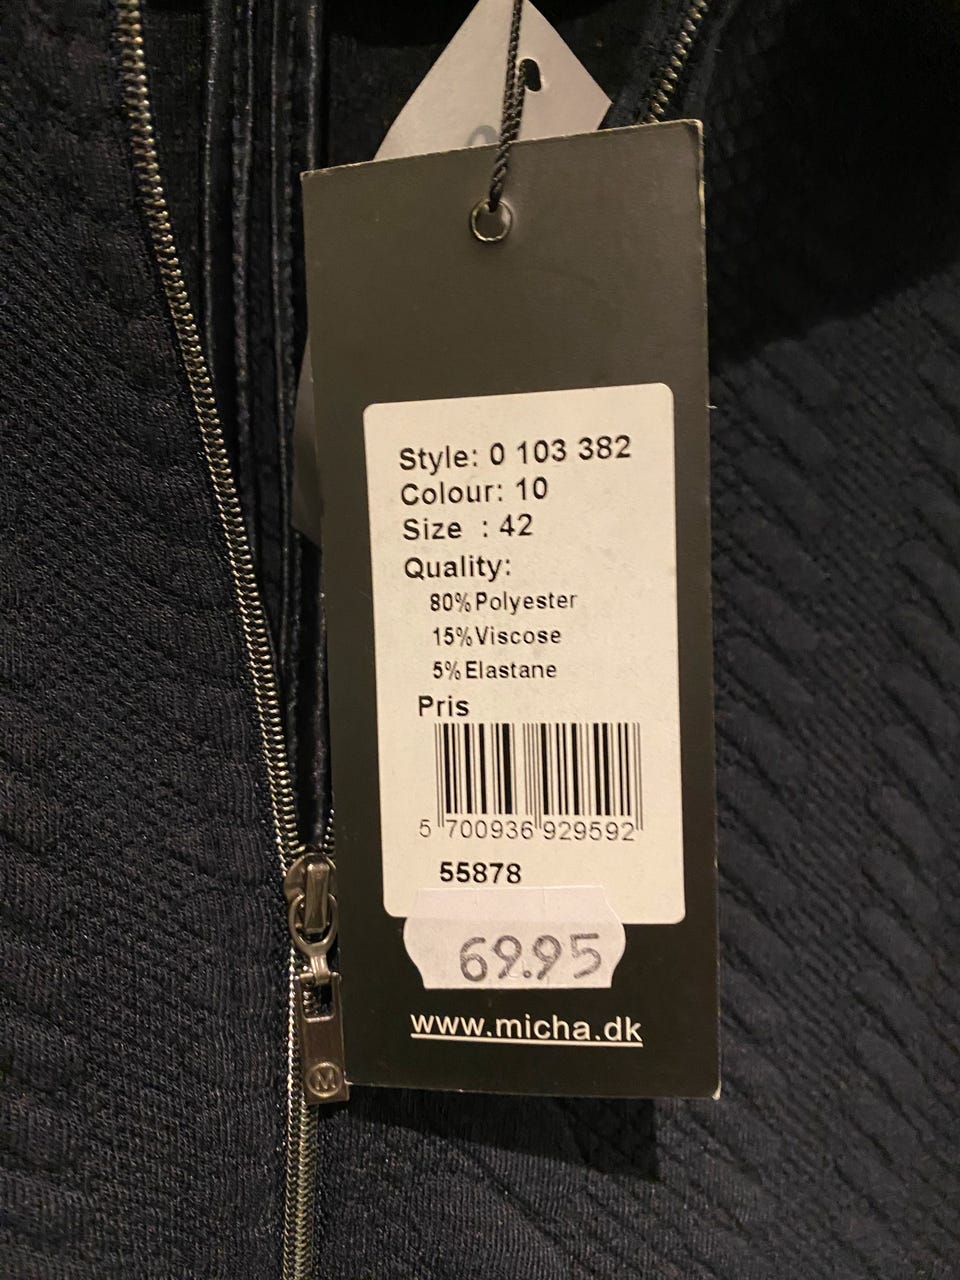 Style: 0 103 382
Colour: 10
Size : 42
Quality:
80% Polyester
15% Viscose
5% Elastane
Pris
5 700936 929592
55878
69.95
www.micha.dk
M